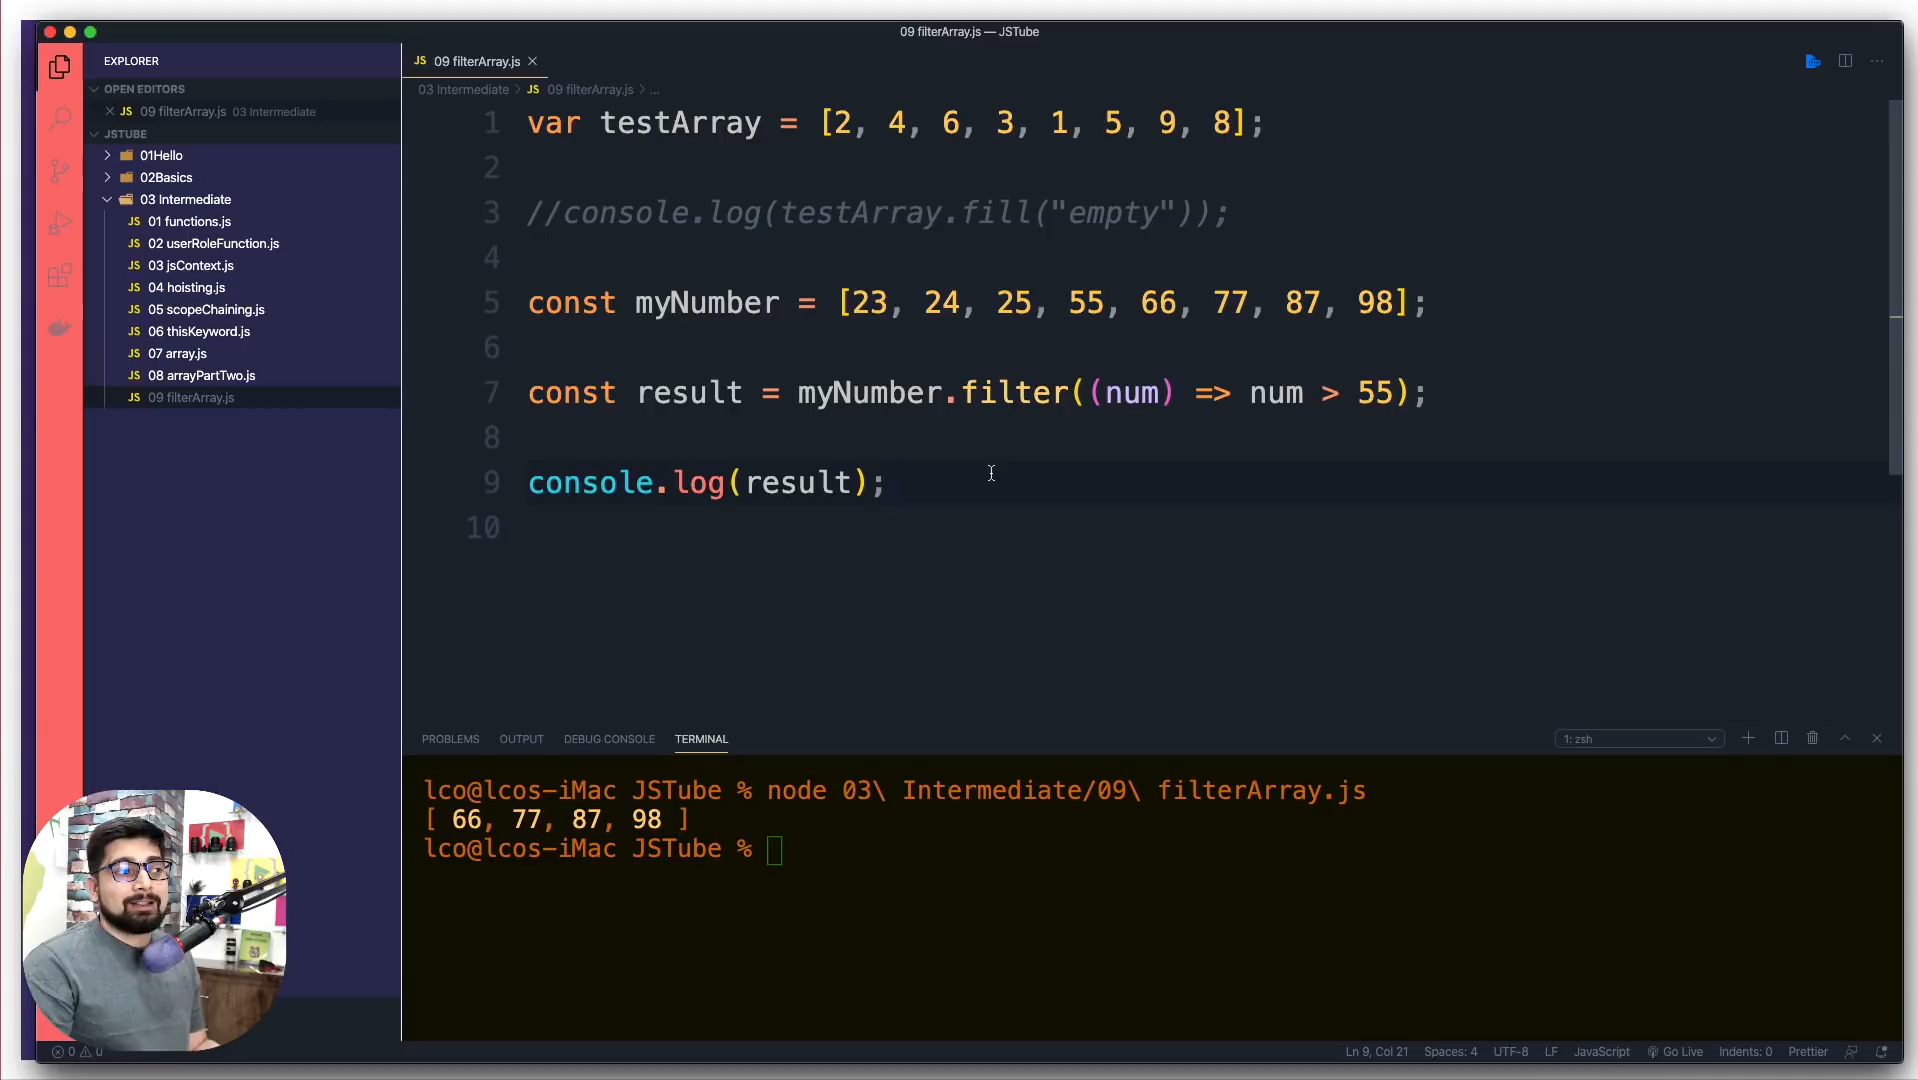 09 filterArray.js — JSTube
EXPLORER
OPEN EDITORS
JS 09 filterArray.js 03 Intermediate
JSTUBE
01Hello
02Basics
03 Intermediate
JS 01 functions.js
JS 02 userRoleFunction.js
JS 03 jsContext.js
JS 04 hoisting.js
JS 05 scopeChaining.js
JS 06 thisKeyword.js
JS 07 array.js
JS 08 arrayPartTwo.js
JS 09 filterArray.js
JS 09 filterArray.js
03 Intermediate > JS 09 filterArray.js > ...
1 var testArray = [2, 4, 6, 3, 1, 5, 9, 8];
2
3 //console.log(testArray.fill("empty"));
4
5 const myNumber = [23, 24, 25, 55, 66, 77, 87, 98];
6
7 const result = myNumber.filter((num) => num > 55);
8
9 console.log(result);
10
PROBLEMS OUTPUT DEBUG CONSOLE TERMINAL 1: zsh
lco@lcos-iMac JSTube % node 03\ Intermediate/09\ filterArray.js
[ 66, 77, 87, 98 ]
lco@lcos-iMac JSTube %
0 0 Ln 9, Col 21 Spaces: 4 UTF-8 LF JavaScript Go Live Indents: 0 Prettier